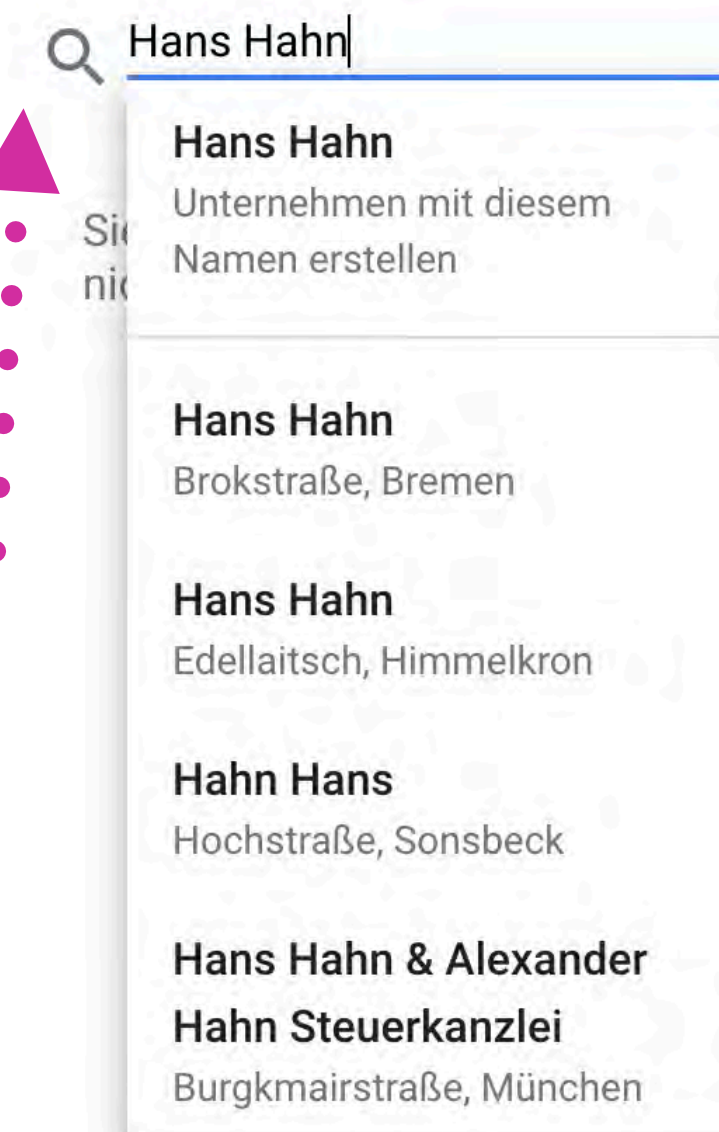 Hans Hahn
Hans Hahn
Unternehmen mit diesem
Namen erstellen
Hans Hahn
Brokstraße, Bremen
Hans Hahn
Edellaitsch, Himmelkron
Hahn Hans
Hochstraße, Sonsbeck
Hans Hahn & Alexander
Hahn Steuerkanzlei
Burgkmairstraße, München